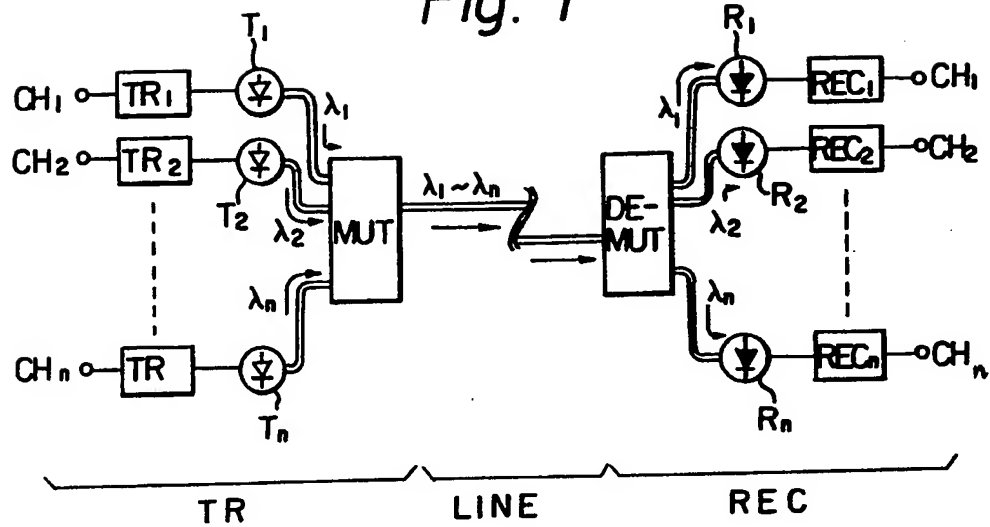 Fig. 1
T1 R1
CH1 TR1 λ1 λ1 REC1 CH1
CH2 TR2 λ1~λn REC2 CH2
T2 λ2 MUT DE-MUT λ2 R2
λn λn
CHn TR RECn CHn
Tn Rn
TR LINE REC